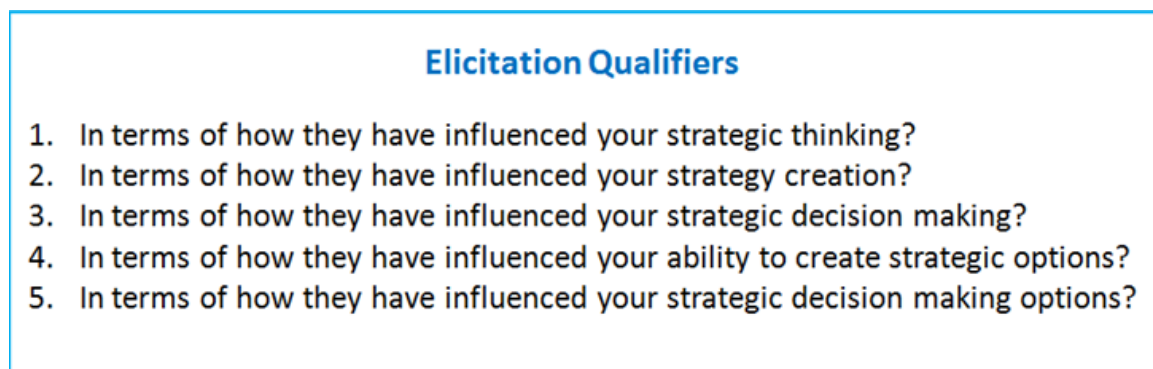 Elicitation Qualifiers
1. In terms of how they have influenced your strategic thinking?
2. In terms of how they have influenced your strategy creation?
3. In terms of how they have influenced your strategic decision making?
4. In terms of how they have influenced your ability to create strategic options?
5. In terms of how they have influenced your strategic decision making options?